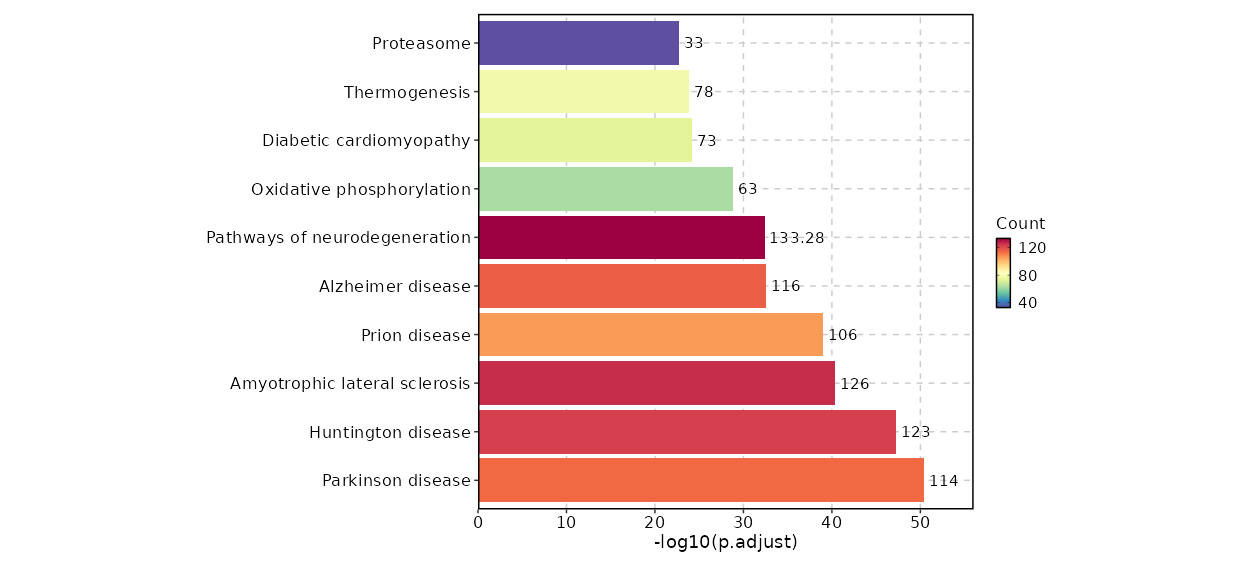 Proteasome 33
Thermogenesis 78
Diabetic cardiomyopathy 73
Oxidative phosphorylation 63
Pathways of neurodegeneration 133.28
Alzheimer disease 116
Prion disease 106
Amyotrophic lateral sclerosis 126
Huntington disease 123
Parkinson disease 114
0 10 20 30 40 50
-log10(p.adjust)
Count
120
80
40